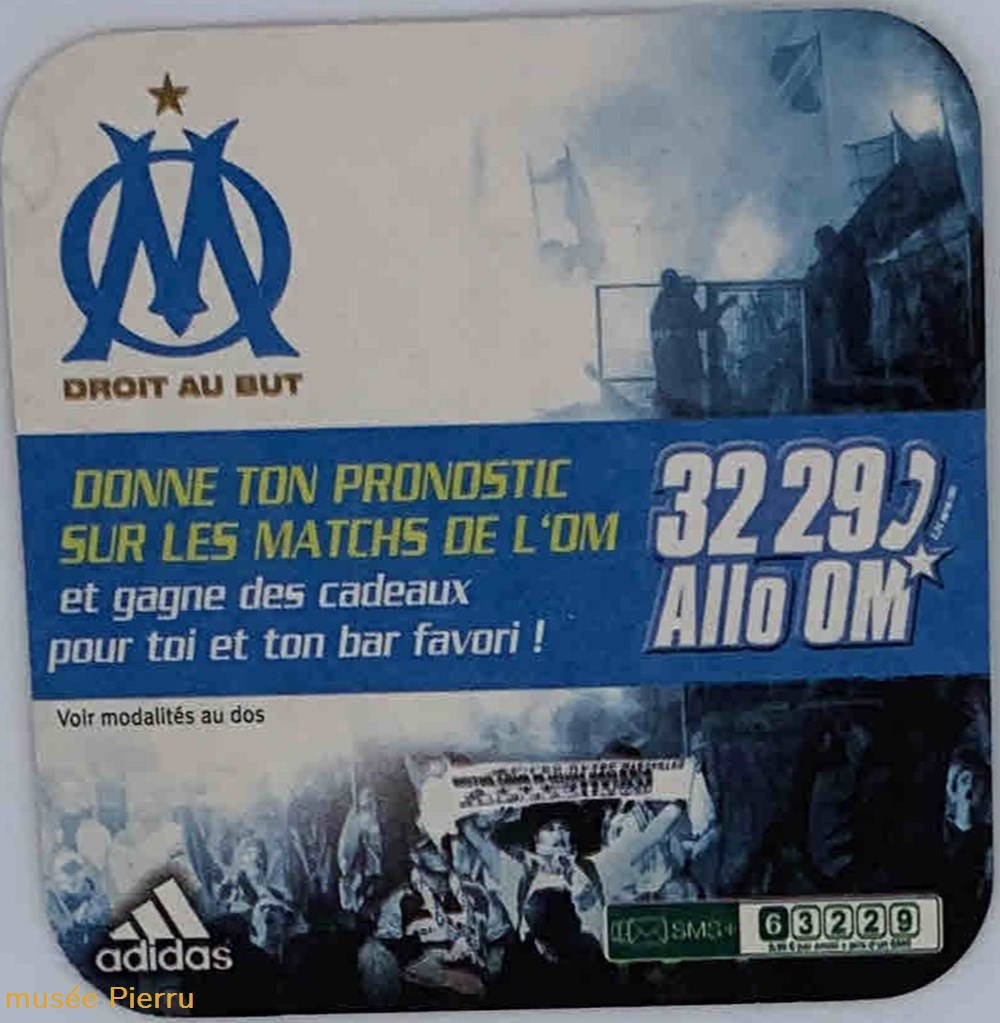 DROIT AU BUT
DONNE TON PRONOSTIC
SUR LES MATCHS DE L'OM
et gagne des cadeaux
pour toi et ton bar favori !
32 29
Allo OM
Voir modalités au dos
adidas
SMS+
63229
musée Pierru